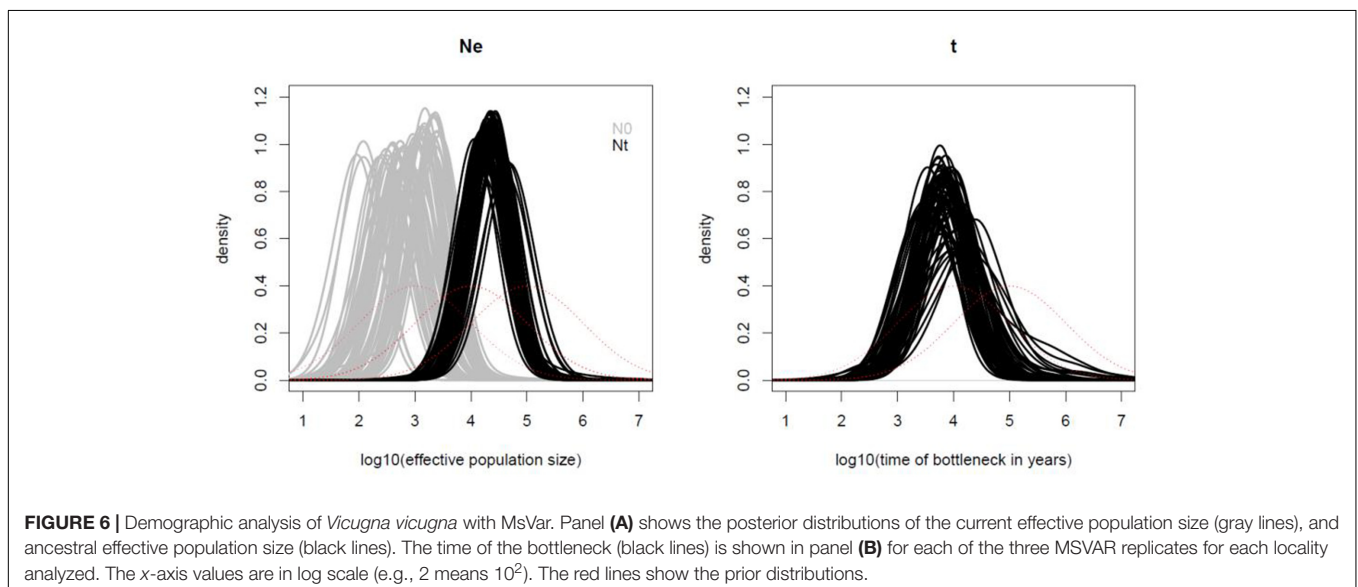 Ne
t
1.2
1.0
0.8
0.6
0.4
0.2
0.0
density
N0
Nt
1 2 3 4 5 6 7
log10(effective population size)
1.2
1.0
0.8
0.6
0.4
0.2
0.0
density
1 2 3 4 5 6 7
log10(time of bottleneck in years)
FIGURE 6 | Demographic analysis of Vicugna vicugna with MsVar. Panel (A) shows the posterior distributions of the current effective population size (gray lines), and
ancestral effective population size (black lines). The time of the bottleneck (black lines) is shown in panel (B) for each of the three MSVAR replicates for each locality
analyzed. The x-axis values are in log scale (e.g., 2 means 10²). The red lines show the prior distributions.